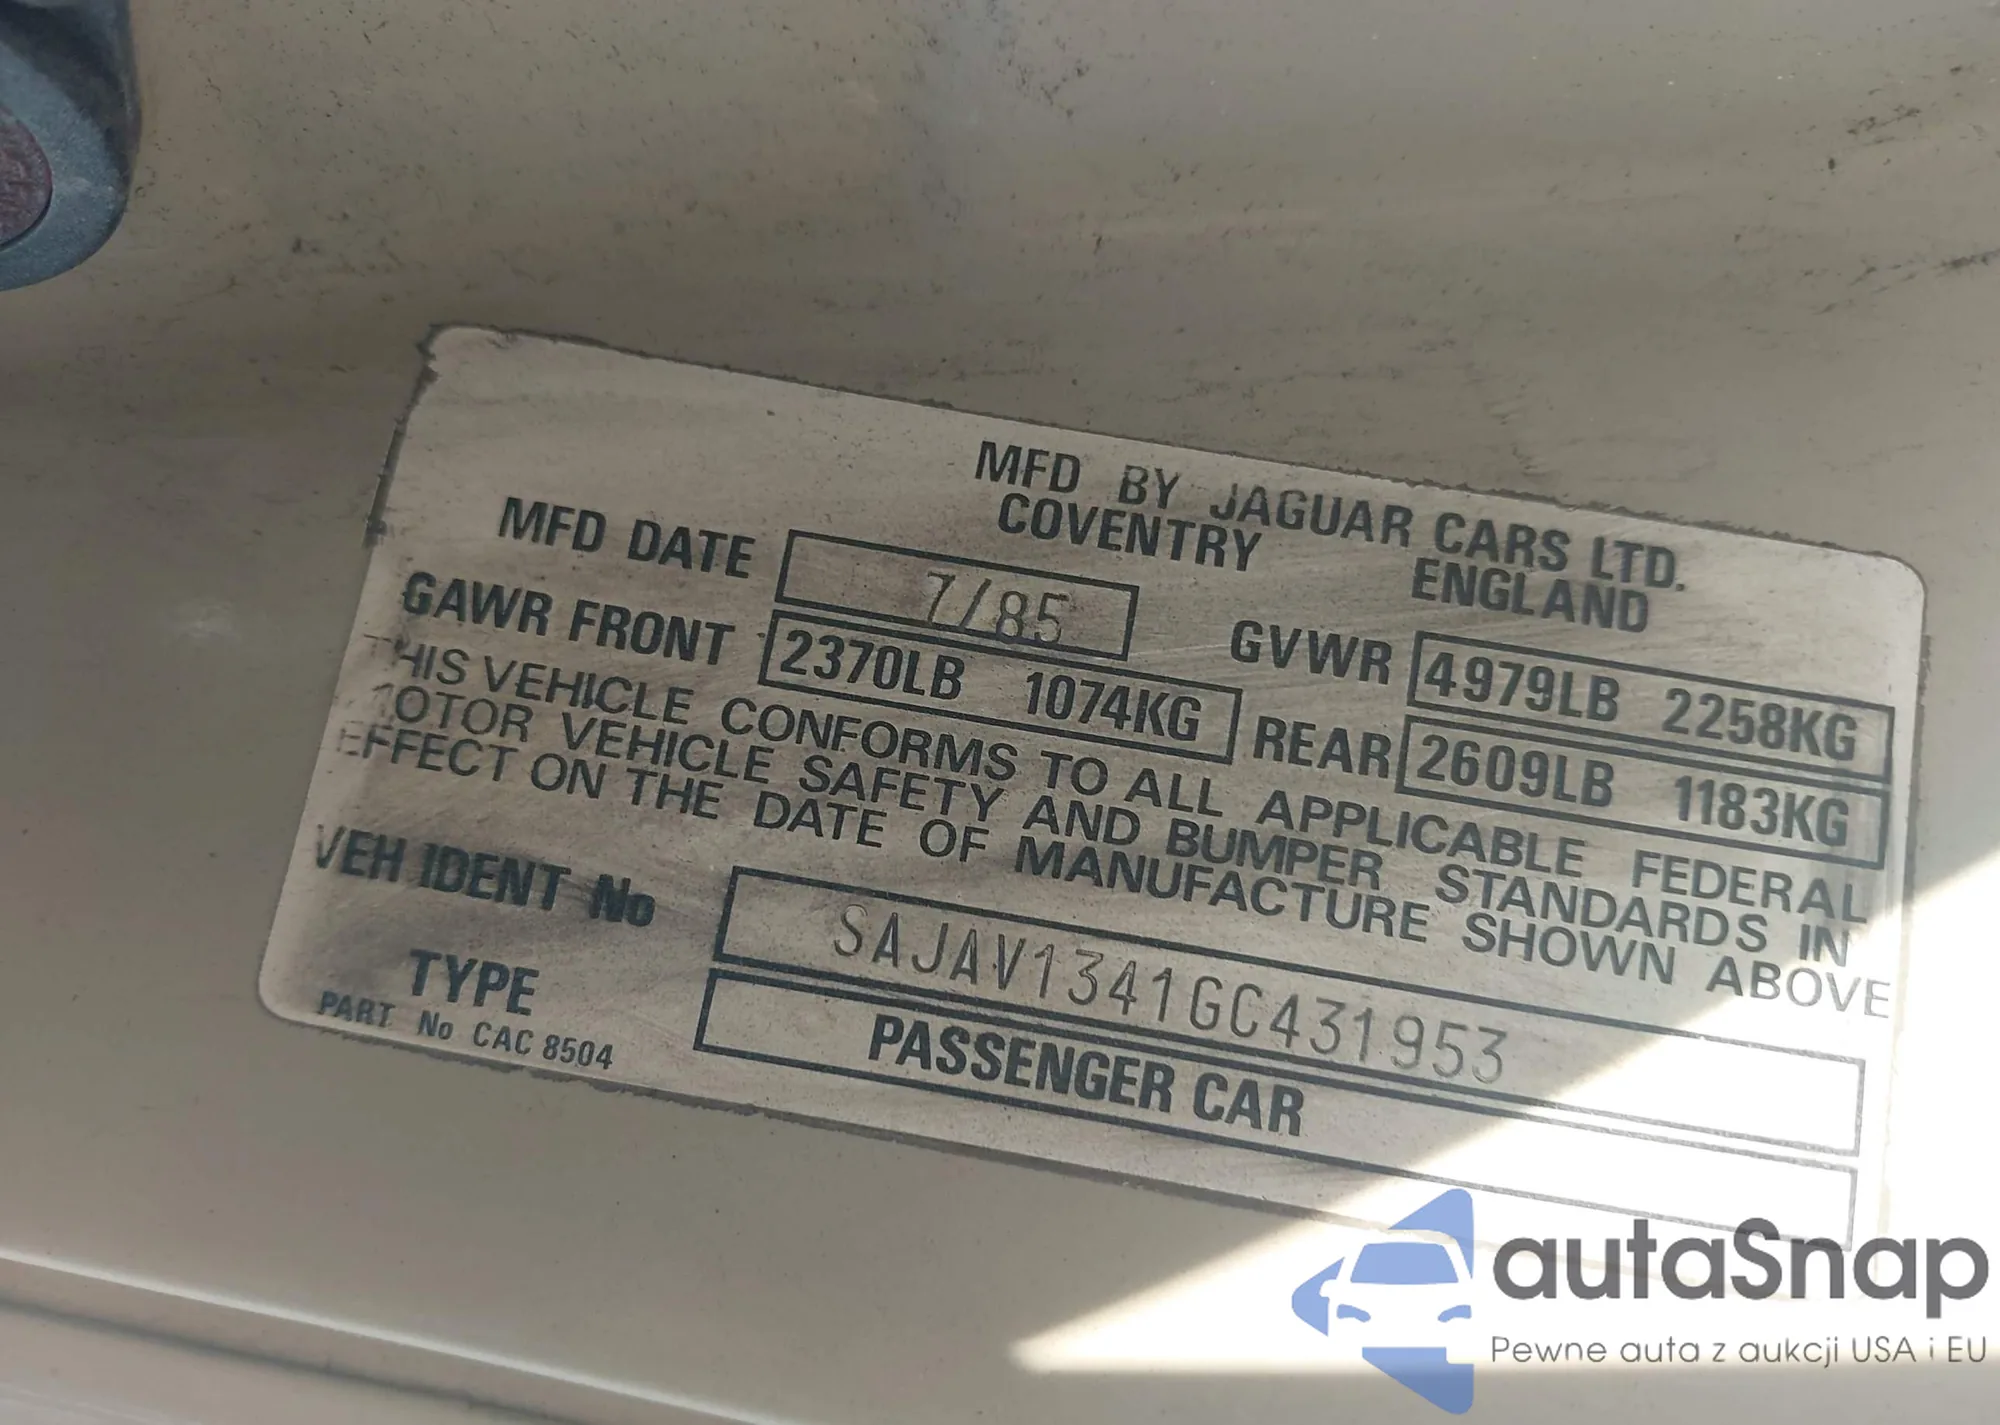 MFD BY JAGUAR CARS LTD.
COVENTRY ENGLAND
MFD DATE 7/85 GVWR 4979LB 2258KG
GAWR FRONT 2370LB 1074KG REAR 2609LB 1183KG
THIS VEHICLE CONFORMS TO ALL APPLICABLE FEDERAL
MOTOR VEHICLE SAFETY AND BUMPER STANDARDS IN
EFFECT ON THE DATE OF MANUFACTURE SHOWN ABOVE
VEH IDENT No SAJAV1341GC431953
TYPE PASSENGER CAR
PART No CAC 8504
autaSnap
Pewne auta z aukcji USA i EU